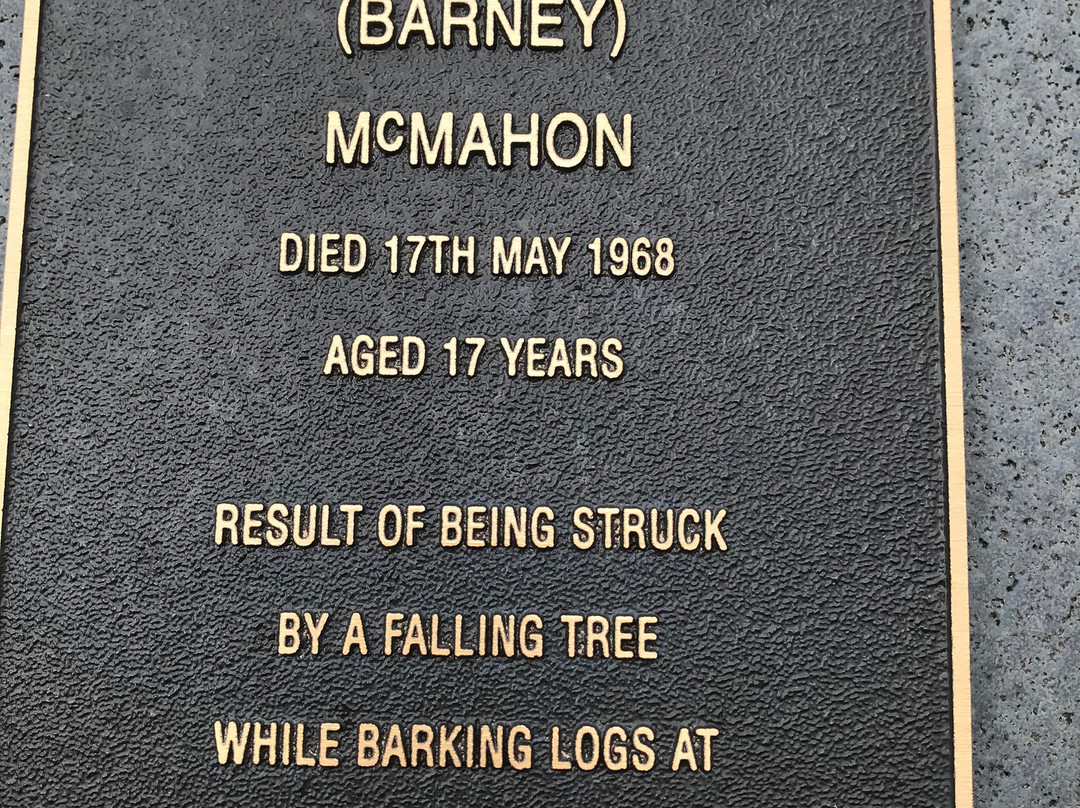 (BARNEY)
McMAHON
DIED 17TH MAY 1968
AGED 17 YEARS
RESULT OF BEING STRUCK
BY A FALLING TREE
WHILE BARKING LOGS AT